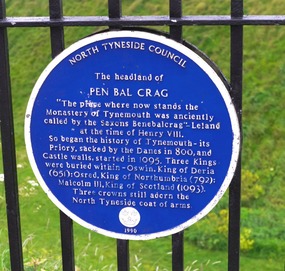 NORTH TYNESIDE COUNCIL
The headland of
PEN BAL CRAG
"The place where now stands the
Monastery of Tynemouth was anciently
called by the Saxons Benebalcrag"-Leland
at the time of Henry VIII.
So began the history of Tynemouth-its
Priory, sacked by the Danes in 800, and
Castle walls, started in 1095. Three Kings
were buried within - Oswin, King of Deria
(651): Osred, King of Northumbria (792);
Malcolm III, King of Scotland (1093).
Three crowns still adorn the
North Tyneside coat of arms.
1990